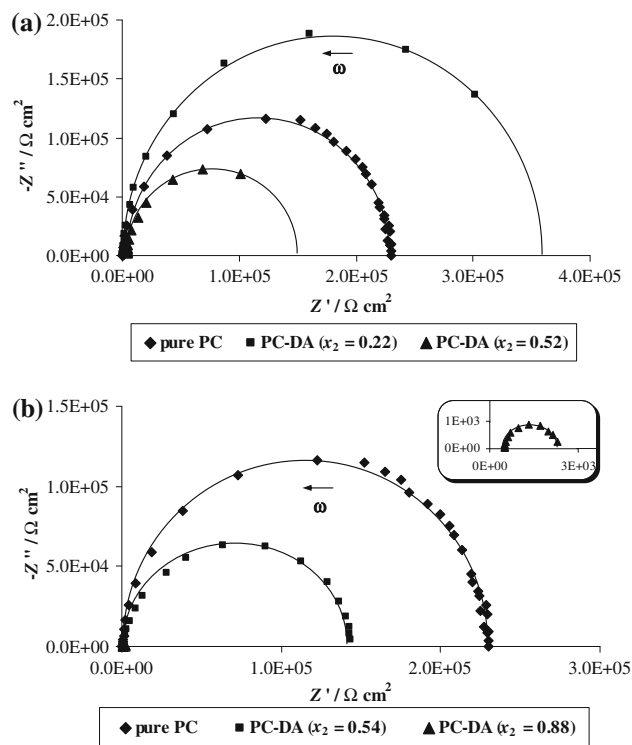 (a)
2.0E+05
1.5E+05
1.0E+05
5.0E+04
0.0E+00
-Z '' / Ω cm²
ω
0.0E+00 1.0E+05 2.0E+05 3.0E+05 4.0E+05
Z ' / Ω cm²
◆ pure PC ■ PC-DA (x₂ = 0.22) ▲ PC-DA (x₂ = 0.52)
(b)
1.5E+05
1.0E+05
5.0E+04
0.0E+00
-Z '' / Ω cm²
1E+03
0E+00
0E+00 3E+03
ω
0.0E+00 1.0E+05 2.0E+05 3.0E+05
Z ' / Ω cm²
◆ pure PC ■ PC-DA (x₂ = 0.54) ▲ PC-DA (x₂ = 0.88)